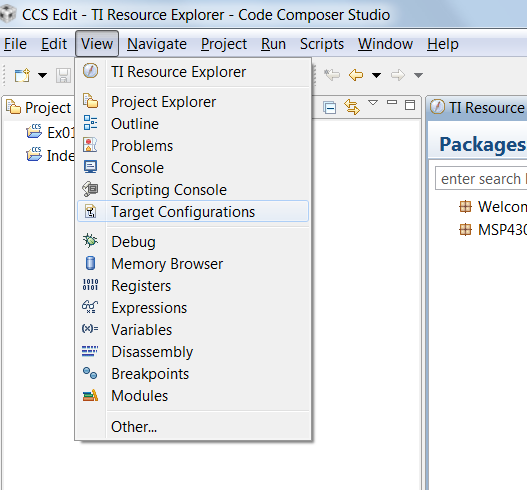 CCS Edit - TI Resource Explorer - Code Composer Studio
File Edit View Navigate Project Run Scripts Window Help
TI Resource Explorer
Project Explorer
Outline
Problems
Console
Scripting Console
Target Configurations
Debug
Memory Browser
Registers
Expressions
Variables
Disassembly
Breakpoints
Modules
Other...
Project
Ex01
Inde
TI Resource
Packages
enter search
Welcom
MSP430